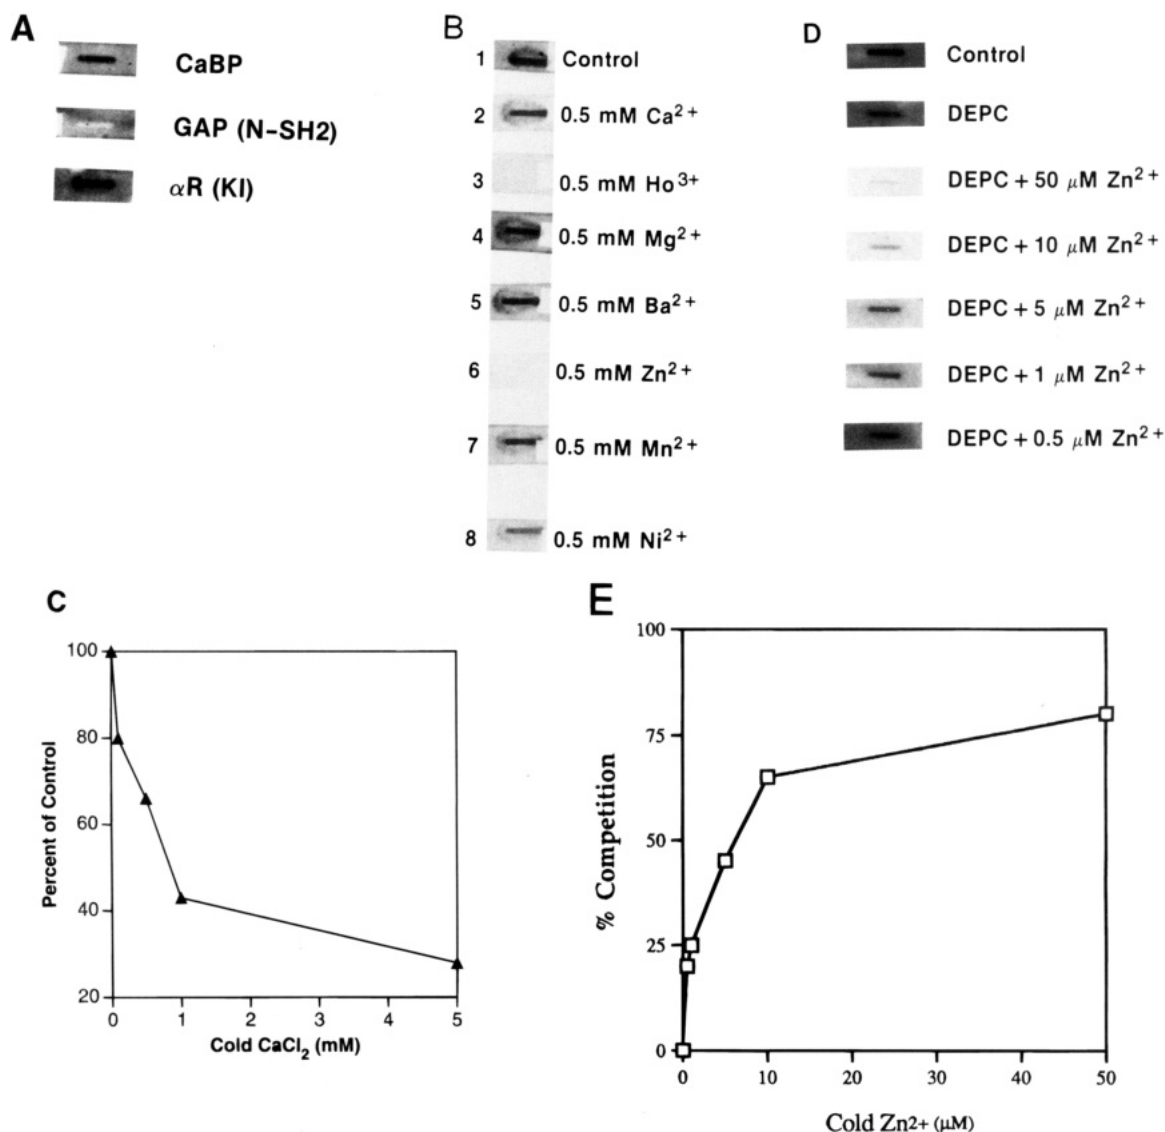 A
CaBP
GAP (N-SH2)
αR (KI)
B
1 Control
2 0.5 mM Ca2+
3 0.5 mM Ho3+
4 0.5 mM Mg2+
5 0.5 mM Ba2+
6 0.5 mM Zn2+
7 0.5 mM Mn2+
8 0.5 mM Ni2+
D
Control
DEPC
DEPC + 50 μM Zn2+
DEPC + 10 μM Zn2+
DEPC + 5 μM Zn2+
DEPC + 1 μM Zn2+
DEPC + 0.5 μM Zn2+
C
Percent of Control
100
80
60
40
20
0 1 2 3 4 5
Cold CaCl2 (mM)
E
% Competition
100
75
50
25
0
0 10 20 30 40 50
Cold Zn2+ (μM)